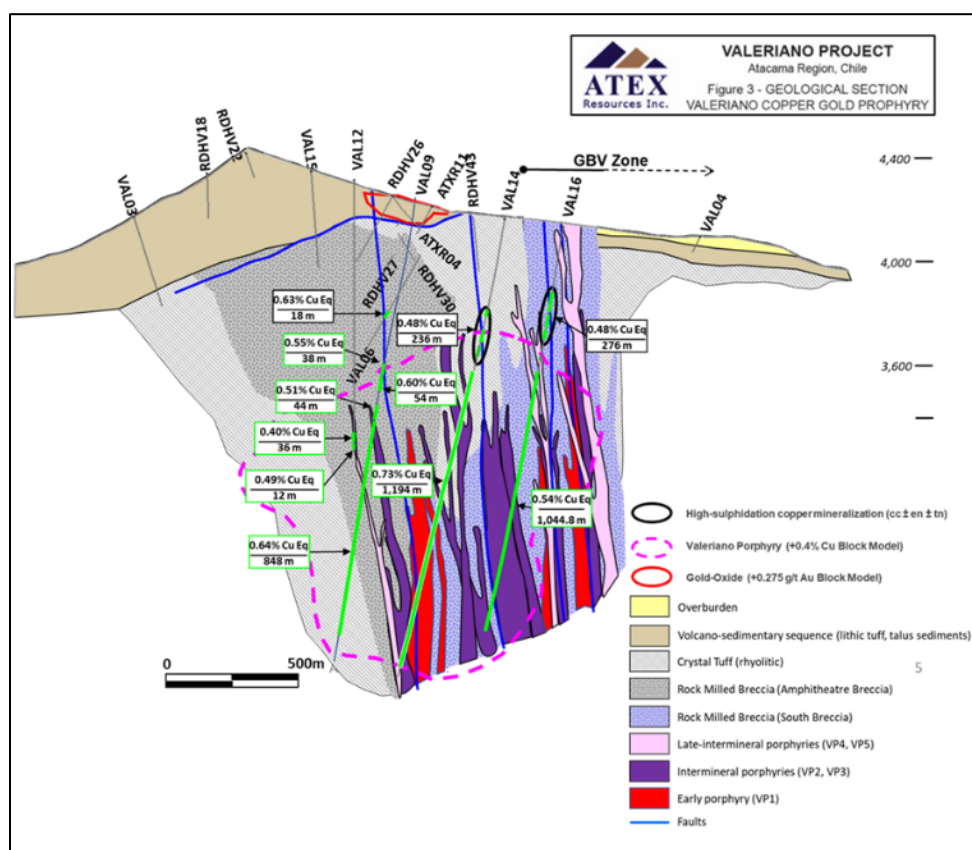 ATEX
Resources Inc.
VALERIANO PROJECT
Atacama Region, Chile
Figure 3 - GEOLOGICAL SECTION
VALERIANO COPPER GOLD PROPHYRY
VAL03
RDHV18
RDHV22
VAL15
VAL12
RDHV26
VAL09
ATXR11
RDHV43
VAL14
GBV Zone
VAL16
VAL04
4,400
4,000
3,600
ATXR04
RDHV27
RDHV30
VAL06
0.63% Cu Eq
18 m
0.55% Cu Eq
38 m
0.51% Cu Eq
44 m
0.40% Cu Eq
36 m
0.49% Cu Eq
12 m
0.64% Cu Eq
848 m
0.48% Cu Eq
236 m
0.60% Cu Eq
54 m
0.73% Cu Eq
1,194 m
0.48% Cu Eq
276 m
0.54% Cu Eq
1,044.8 m
0 500m
High-sulphidation coppermineralization (cc ± en ± tn)
Valeriano Porphyry (+0.4% Cu Block Model)
Gold-Oxide (+0.275 g/t Au Block Model)
Overburden
Volcano-sedimentary sequence (lithic tuff, talus sediments)
Crystal Tuff (rhyolitic)
5
Rock Milled Breccia (Amphitheatre Breccia)
Rock Milled Breccia (South Breccia)
Late-intermineral porphyries (VP4, VP5)
Intermineral porphyries (VP2, VP3)
Early porphyry (VP1)
Faults